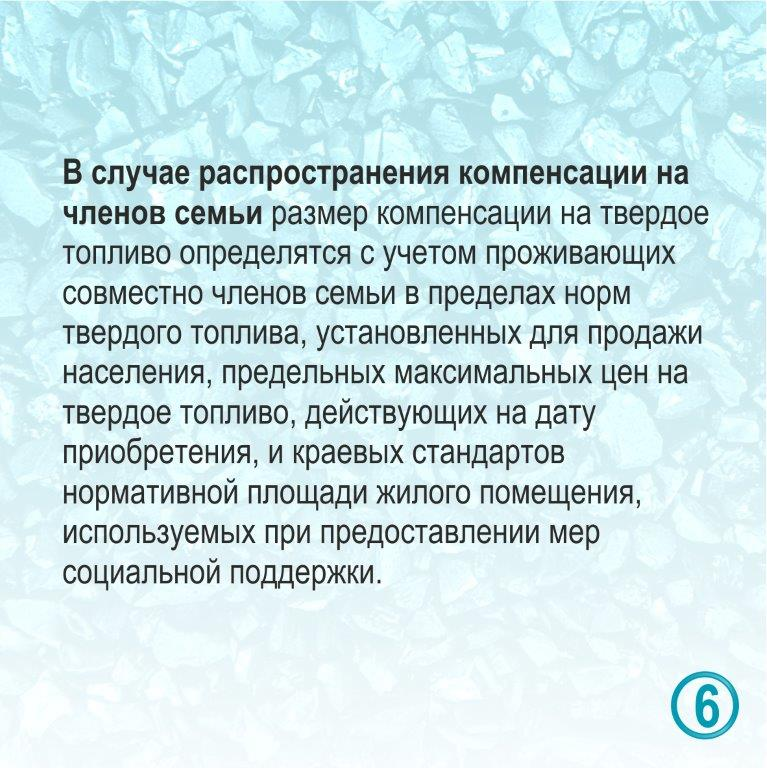 В случае распространения компенсации на
членов семьи размер компенсации на твердое
топливо определятся с учетом проживающих
совместно членов семьи в пределах норм
твердого топлива, установленных для продажи
населения, предельных максимальных цен на
твердое топливо, действующих на дату
приобретения, и краевых стандартов
нормативной площади жилого помещения,
используемых при предоставлении мер
социальной поддержки.
6